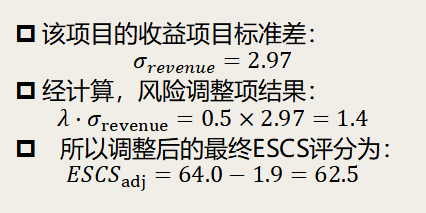 ❑ 该项目的收益项目标准差：
σ_revenue = 2.97
❑ 经计算，风险调整项结果：
λ · σ_revenue = 0.5 × 2.97 = 1.4
❑ 所以调整后的最终ESCS评分为：
ESCS_adj = 64.0 − 1.9 = 62.5